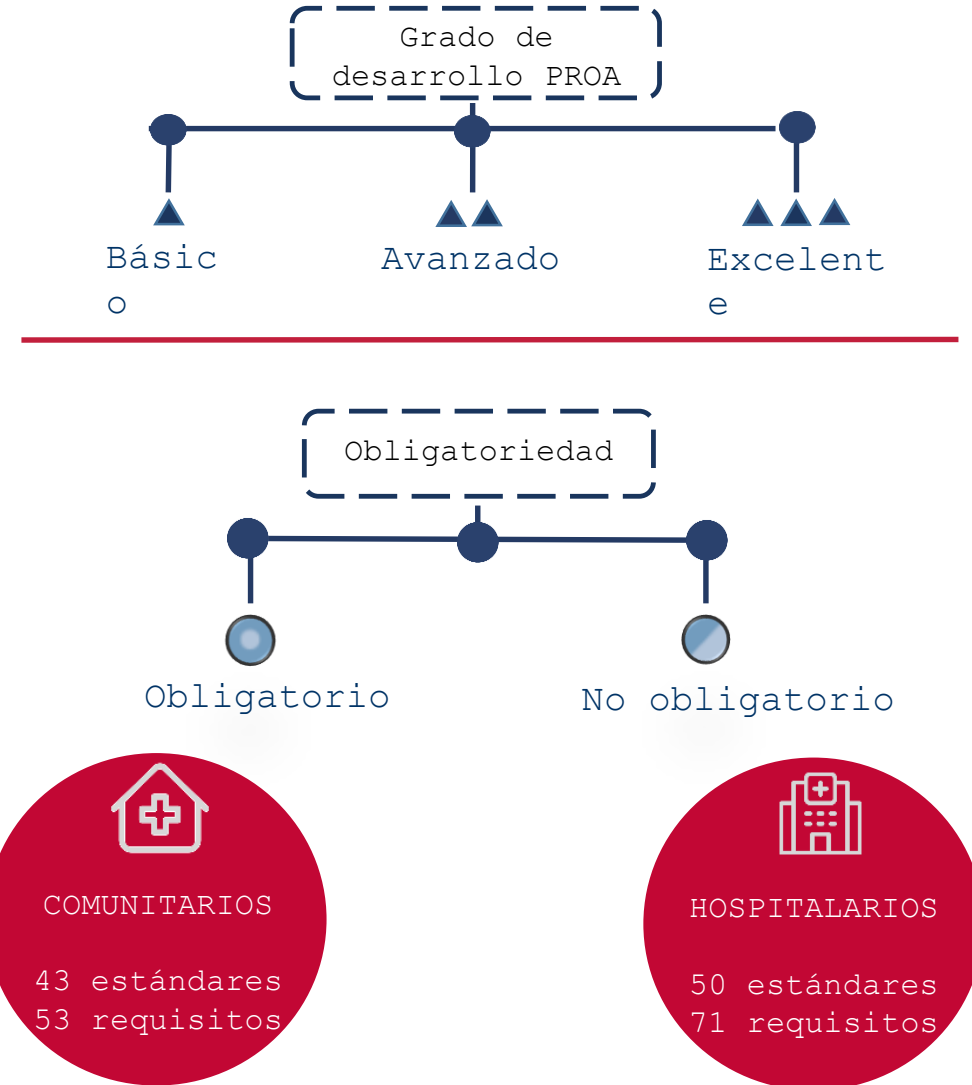 Grado de
desarrollo PROA
Básic
o
Avanzado
Excelent
e
Obligatoriedad
Obligatorio
No obligatorio
COMUNITARIOS
43 estándares
53 requisitos
HOSPITALARIOS
50 estándares
71 requisitos